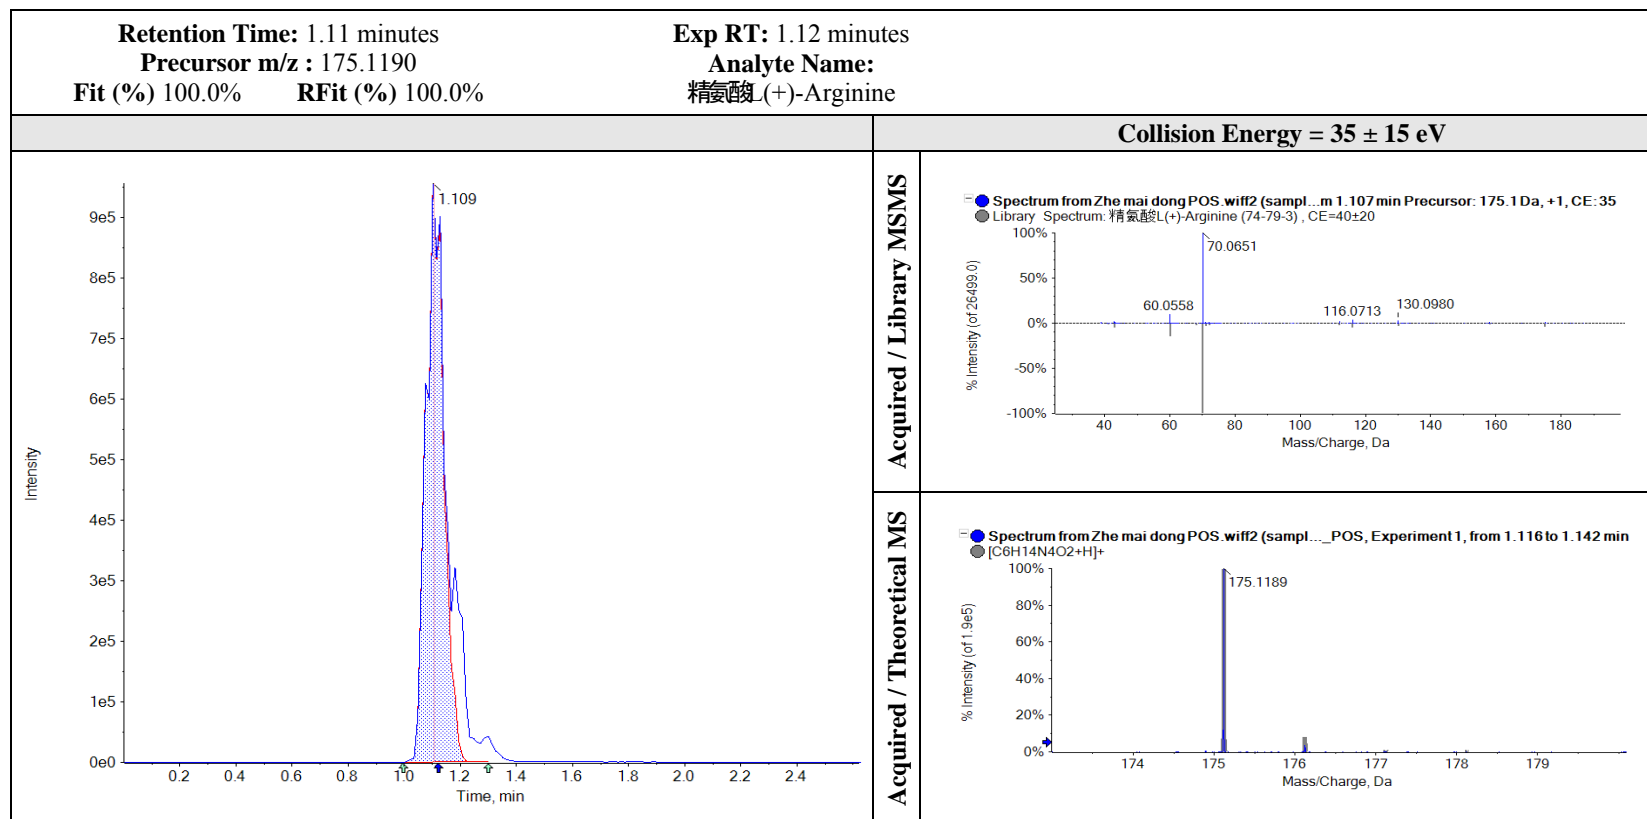 Retention Time: 1.11 minutes
Precursor m/z : 175.1190
Fit (%) 100.0% RFit (%) 100.0%
Exp RT: 1.12 minutes
Analyte Name:
精氨酸L(+)-Arginine
Collision Energy = 35 ± 15 eV
1.109
9e5
8e5
7e5
6e5
5e5
4e5
3e5
2e5
1e5
0e0
Intensity
0.2 0.4 0.6 0.8 1.0 1.2 1.4 1.6 1.8 2.0 2.2 2.4
Time, min
Acquired / Library MSMS
Spectrum from Zhe mai dong POS.wiff2 (sampl...m 1.107 min Precursor: 175.1 Da, +1, CE: 35
Library Spectrum: 精氨酸L(+)-Arginine (74-79-3) , CE=40±20
100%
50%
0%
-50%
-100%
% Intensity (of 26499.0)
70.0651
60.0558
116.0713
130.0980
40 60 80 100 120 140 160 180
Mass/Charge, Da
Acquired / Theoretical MS
Spectrum from Zhe mai dong POS.wiff2 (sampl..._POS, Experiment 1, from 1.116 to 1.142 min
[C6H14N4O2+H]+
100%
80%
60%
40%
20%
0%
% Intensity (of 1.9e5)
175.1189
174 175 176 177 178 179
Mass/Charge, Da